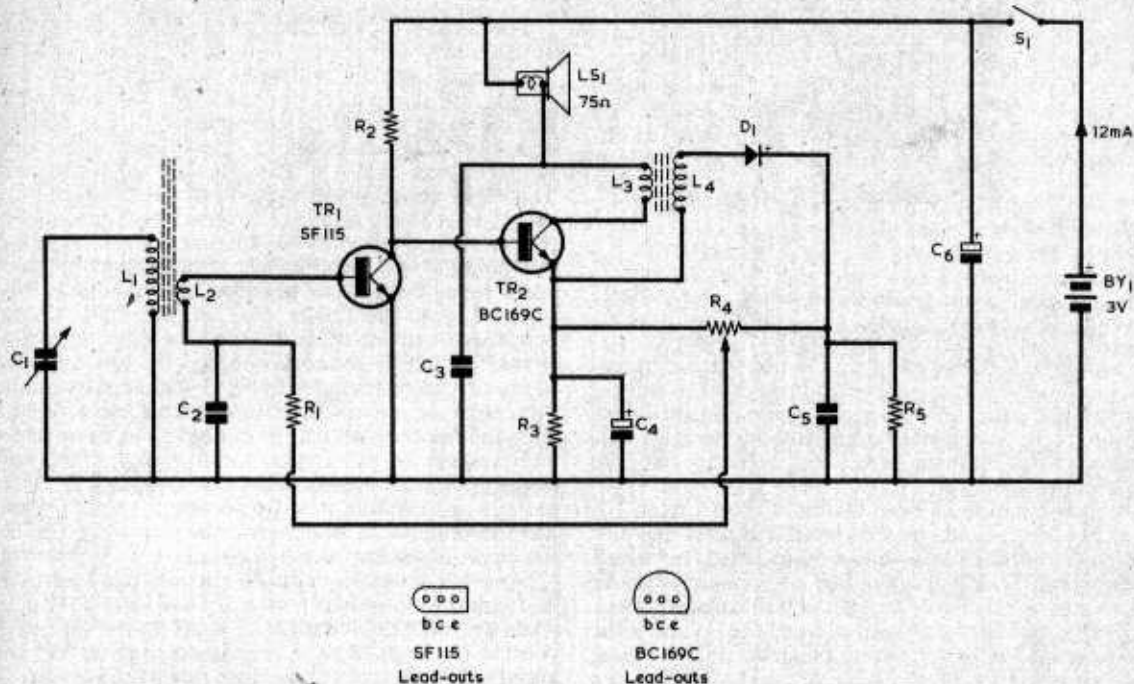 S1
LS1
75Ω
R2
D1
12mA
L3
L4
TR1
SF115
C6
L1
L2
TR2
BC169C
R4
BY1
3V
C1
C3
C2
R1
R3
C4
C5
R5
b c e
SF115
Lead-outs
b c e
BC169C
Lead-outs